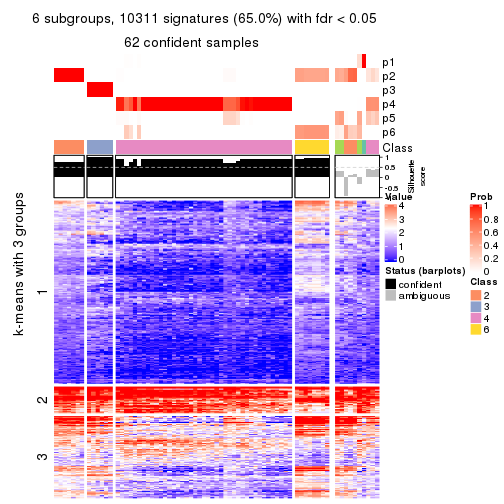 6 subgroups, 10311 signatures (65.0%) with fdr < 0.05
62 confident samples
p1
p2
p3
p4
p5
p6
Class
1
0.5
0
-0.5
-1
Silhouette
score
k-means with 3 groups
1
2
3
Value
4
3
2
1
0
Status (barplots)
confident
ambiguous
Prob
1
0.8
0.6
0.4
0.2
0
Class
2
3
4
6